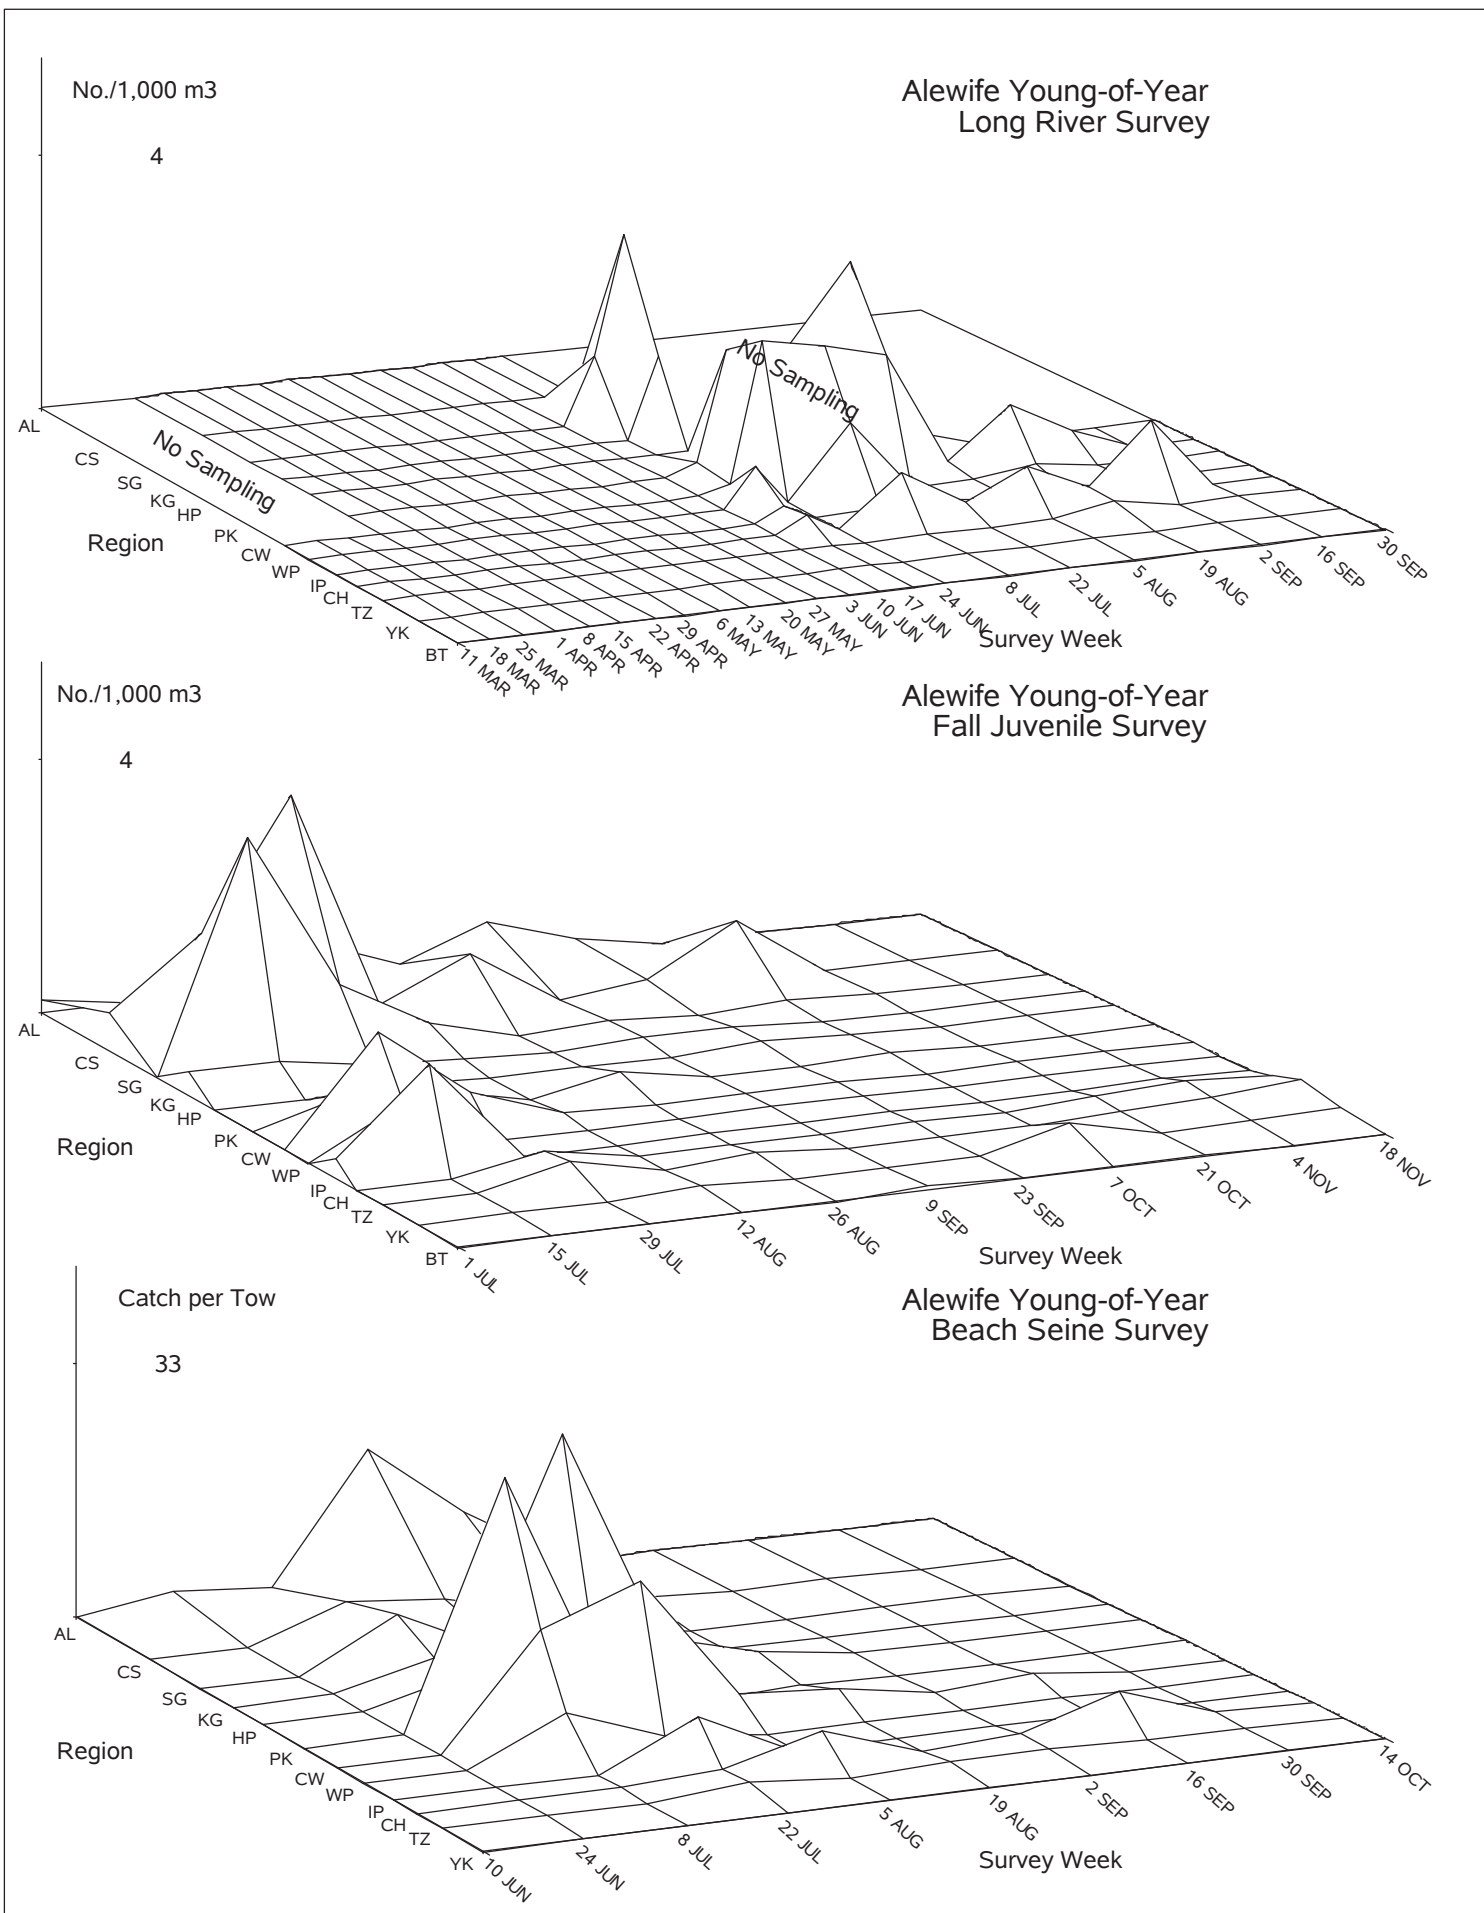 No./1,000 m3
Alewife Young-of-Year
Long River Survey
4
No Sampling
No Sampling
AL
CS
SG
KG
HP
PK
CW
WP
IP
CH
TZ
YK
BT
Region
11 MAR
18 MAR
25 MAR
1 APR
8 APR
15 APR
22 APR
29 APR
6 MAY
13 MAY
20 MAY
27 MAY
3 JUN
10 JUN
17 JUN
24 JUN
8 JUL
22 JUL
5 AUG
19 AUG
2 SEP
16 SEP
30 SEP
Survey Week
No./1,000 m3
Alewife Young-of-Year
Fall Juvenile Survey
4
AL
CS
SG
KG
HP
PK
CW
WP
IP
CH
TZ
YK
BT
Region
1 JUL
15 JUL
29 JUL
12 AUG
26 AUG
9 SEP
23 SEP
7 OCT
21 OCT
4 NOV
18 NOV
Survey Week
Catch per Tow
Alewife Young-of-Year
Beach Seine Survey
33
AL
CS
SG
KG
HP
PK
CW
WP
IP
CH
TZ
YK
Region
10 JUN
24 JUN
8 JUL
22 JUL
5 AUG
19 AUG
2 SEP
16 SEP
30 SEP
14 OCT
Survey Week